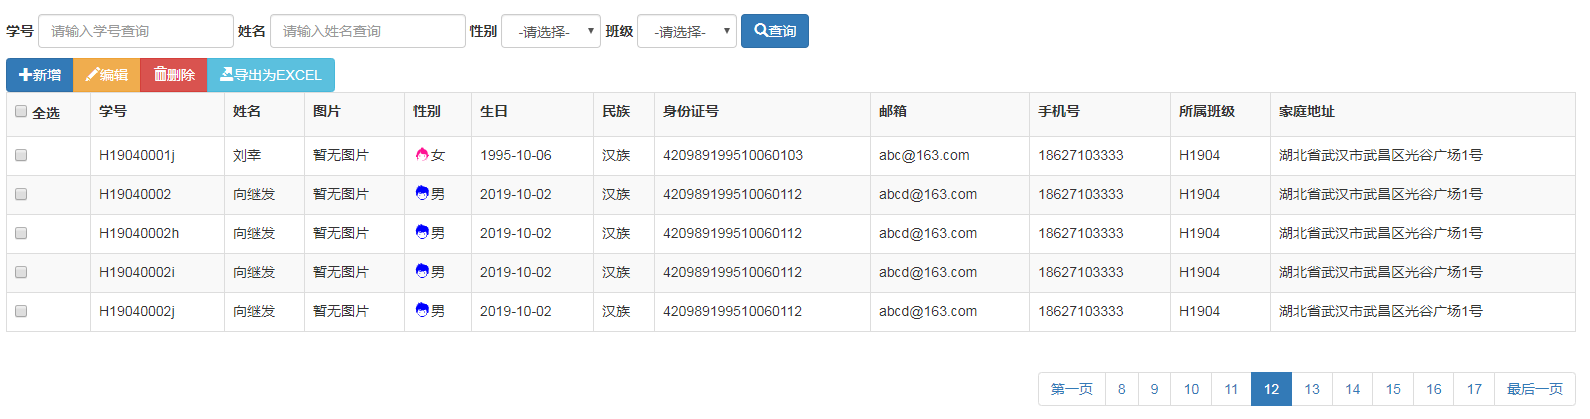 学号 请输入学号查询 姓名 请输入姓名查询 性别 -请选择- 班级 -请选择- 查询
新增 编辑 删除 导出为EXCEL
全选 学号 姓名 图片 性别 生日 民族 身份证号 邮箱 手机号 所属班级 家庭地址
H19040001j 刘幸 暂无图片 女 1995-10-06 汉族 420989199510060103 abc@163.com 18627103333 H1904 湖北省武汉市武昌区光谷广场1号
H19040002 向继发 暂无图片 男 2019-10-02 汉族 420989199510060112 abcd@163.com 18627103333 H1904 湖北省武汉市武昌区光谷广场1号
H19040002h 向继发 暂无图片 男 2019-10-02 汉族 420989199510060112 abcd@163.com 18627103333 H1904 湖北省武汉市武昌区光谷广场1号
H19040002i 向继发 暂无图片 男 2019-10-02 汉族 420989199510060112 abcd@163.com 18627103333 H1904 湖北省武汉市武昌区光谷广场1号
H19040002j 向继发 暂无图片 男 2019-10-02 汉族 420989199510060112 abcd@163.com 18627103333 H1904 湖北省武汉市武昌区光谷广场1号
第一页 8 9 10 11 12 13 14 15 16 17 最后一页